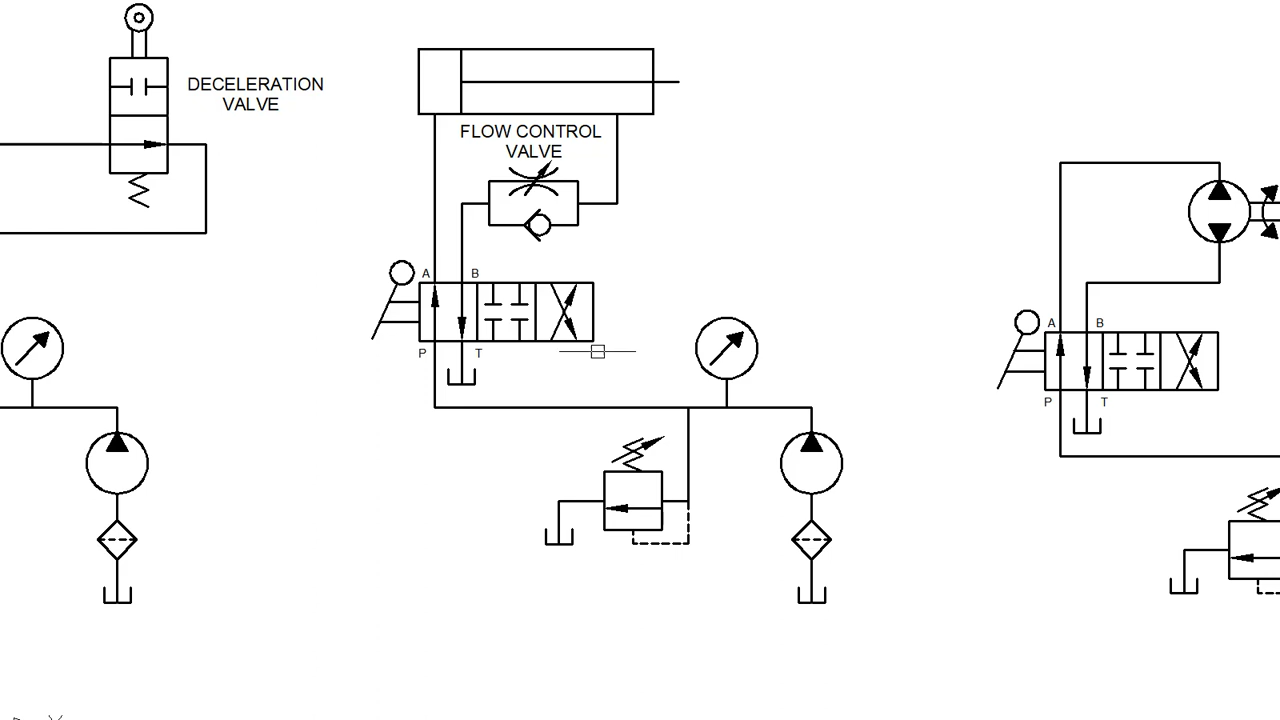 DECELERATION
VALVE
FLOW CONTROL
VALVE
A B
P T
A B
P T